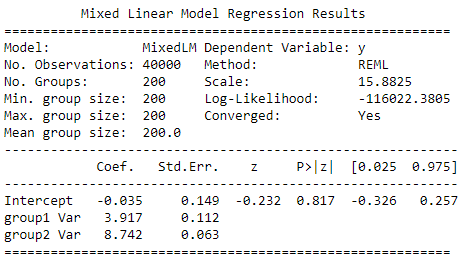 Mixed Linear Model Regression Results
=========================================================
Model: MixedLM Dependent Variable: y
No. Observations: 40000 Method: REML
No. Groups: 200 Scale: 15.8825
Min. group size: 200 Log-Likelihood: -116022.3805
Max. group size: 200 Converged: Yes
Mean group size: 200.0
---------------------------------------------------------
Coef. Std.Err. z P>|z| [0.025 0.975]
---------------------------------------------------------
Intercept -0.035 0.149 -0.232 0.817 -0.326 0.257
group1 Var 3.917 0.112
group2 Var 8.742 0.063
=========================================================